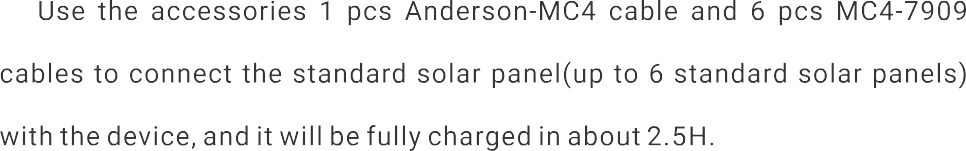 Use the accessories 1 pcs Anderson-MC4 cable and 6 pcs MC4-7909
cables to connect the standard solar panel(up to 6 standard solar panels)
with the device, and it will be fully charged in about 2.5H.